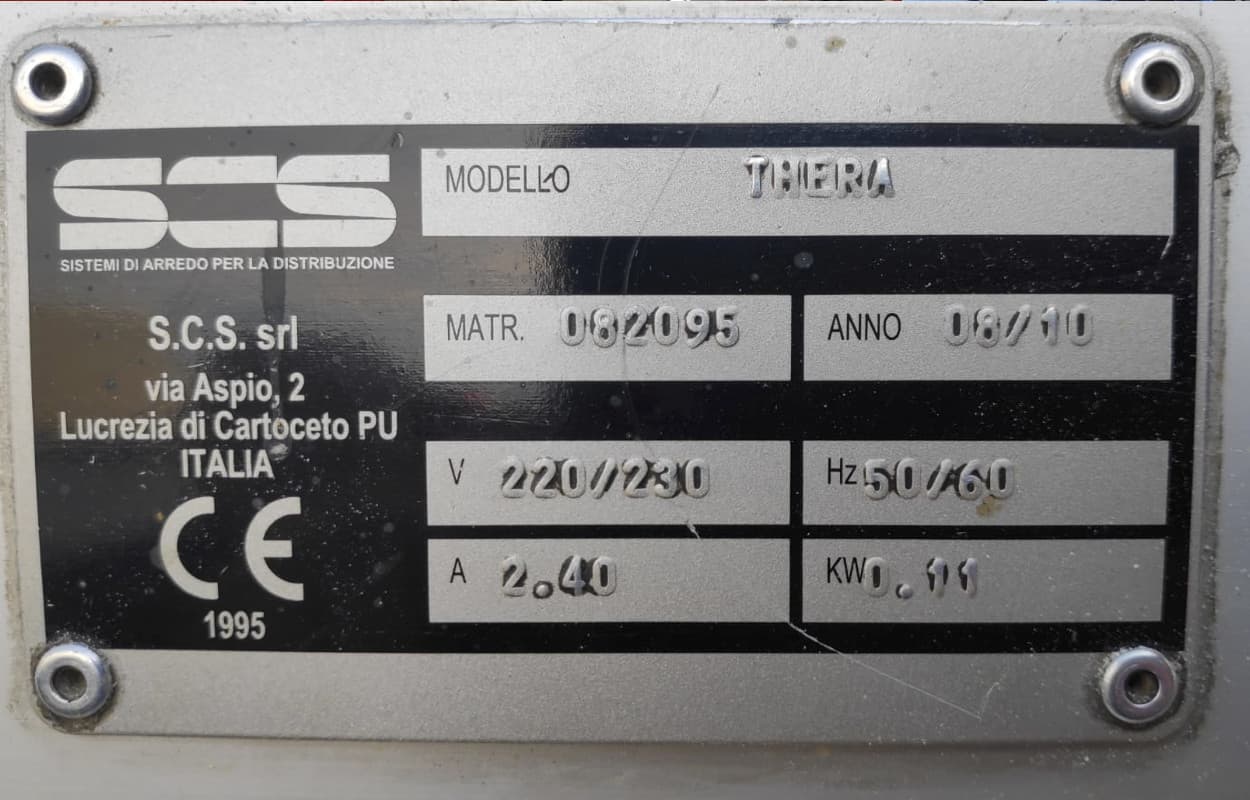 SCS
SISTEMI DI ARREDO PER LA DISTRIBUZIONE
S.C.S. srl
via Aspio, 2
Lucrezia di Cartoceto PU
ITALIA
CE
1995
MODELLO THERA
MATR. 082095 ANNO 08/10
V 220/230 Hz 50/60
A 2.40 KW 0.11